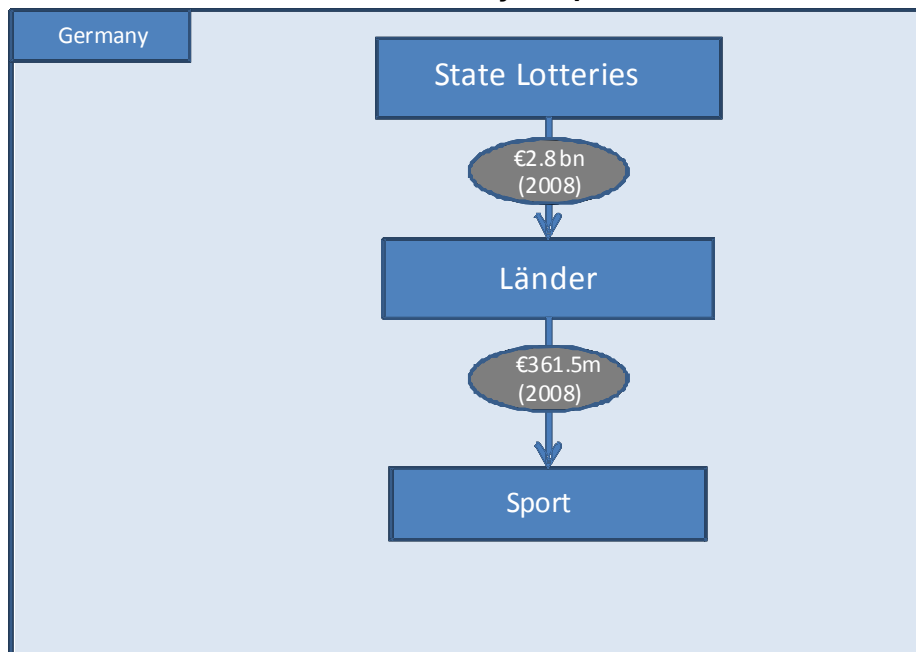 Germany
State Lotteries
€2.8 bn
(2008)
Länder
€361.5m
(2008)
Sport